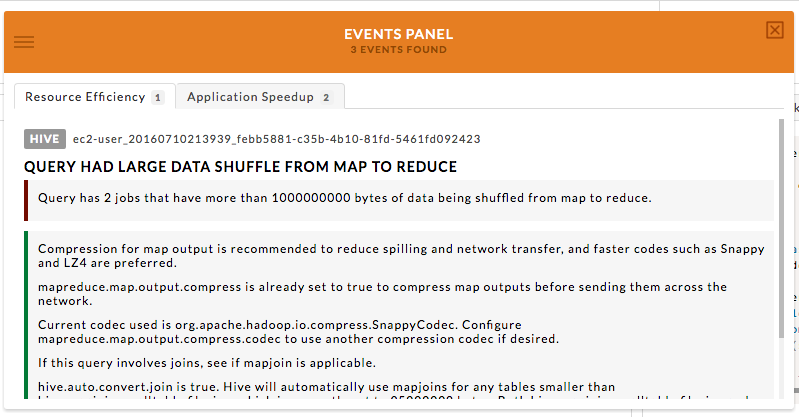 EVENTS PANEL
3 EVENTS FOUND
Resource Efficiency 1
Application Speedup 2
HIVE ec2-user_20160710213939_febb5881-c35b-4b10-81fd-5461fd092423
QUERY HAD LARGE DATA SHUFFLE FROM MAP TO REDUCE
Query has 2 jobs that have more than 1000000000 bytes of data being shuffled from map to reduce.
Compression for map output is recommended to reduce spilling and network transfer, and faster codes such as Snappy
and LZ4 are preferred.
mapreduce.map.output.compress is already set to true to compress map outputs before sending them across the
network.
Current codec used is org.apache.hadoop.io.compress.SnappyCodec. Configure
mapreduce.map.output.compress.codec to use another compression codec if desired.
If this query involves joins, see if mapjoin is applicable.
hive.auto.convert.join is true. Hive will automatically use mapjoins for any tables smaller than